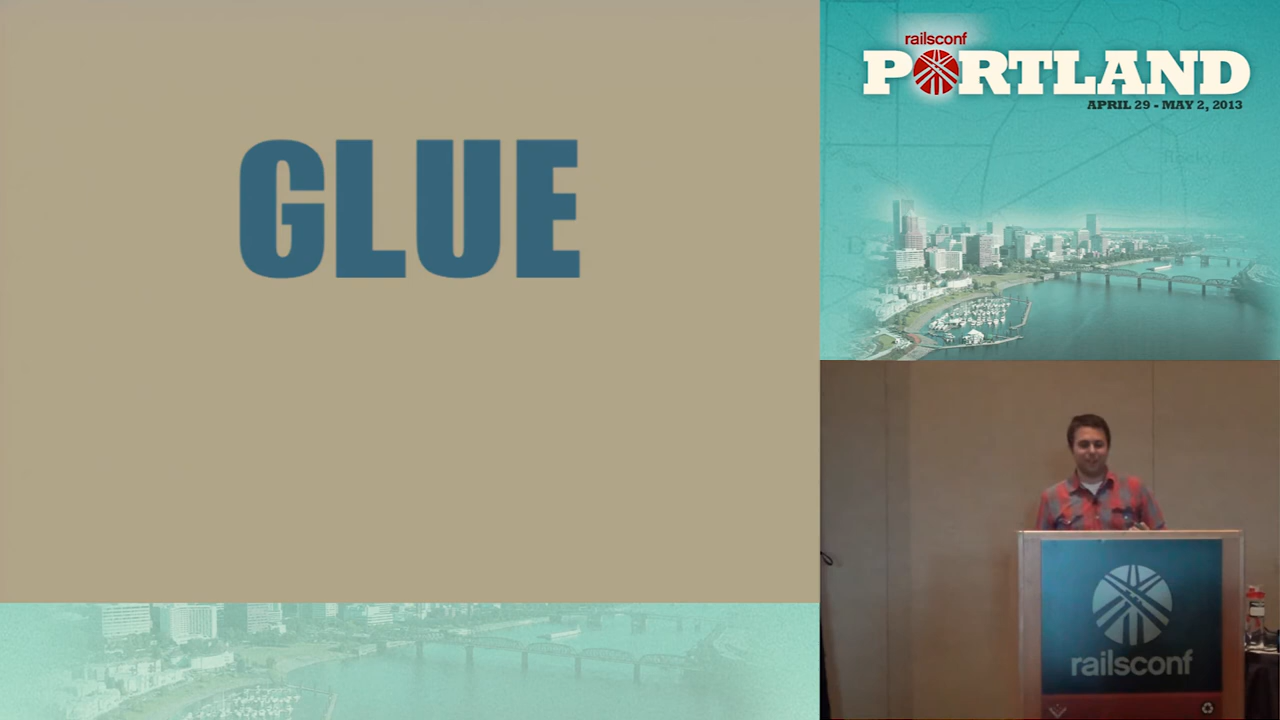 GLUE
railsconf
PORTLAND
APRIL 29 - MAY 2, 2013
railsconf